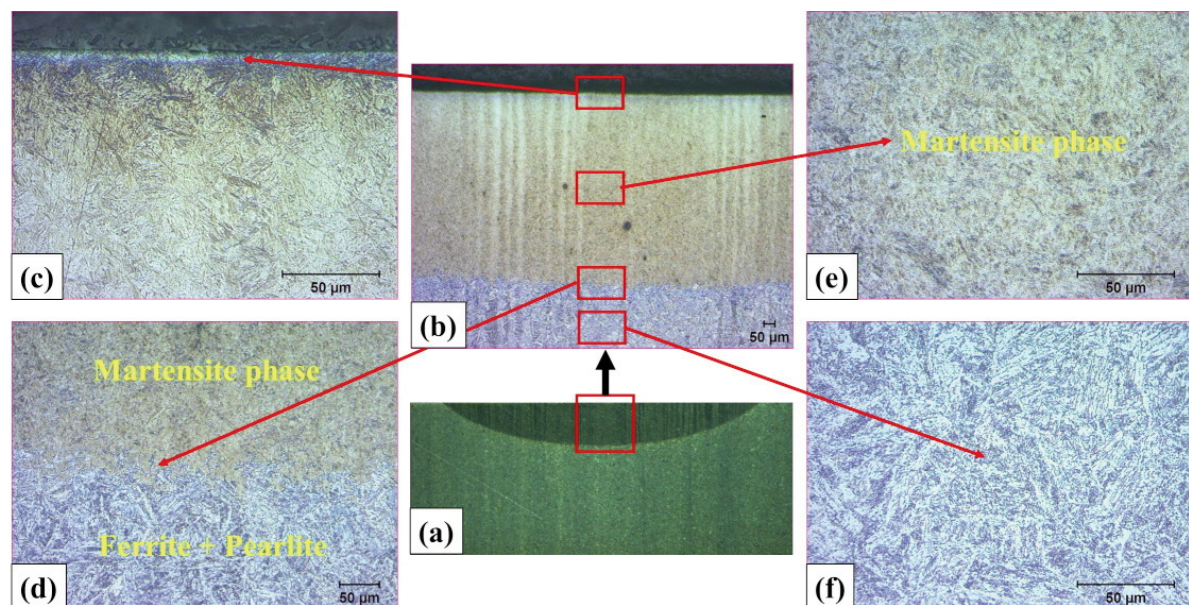 (c)
50 µm
(b)
50 µm
Martensite phase
(e)
50 µm
Martensite phase
Ferrite + Pearlite
(d)
50 µm
(a)
(f)
50 µm